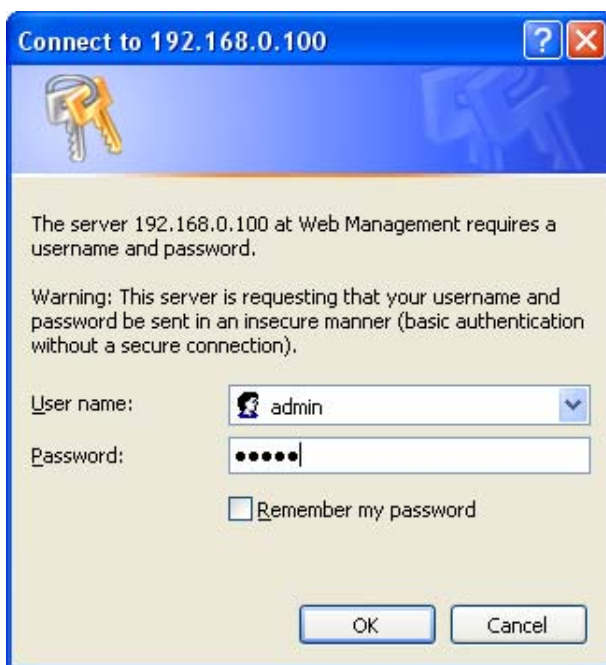 Connect to 192.168.0.100
The server 192.168.0.100 at Web Management requires a
username and password.
Warning: This server is requesting that your username and
password be sent in an insecure manner (basic authentication
without a secure connection).
User name:
admin
Password:
•••••
Remember my password
OK
Cancel